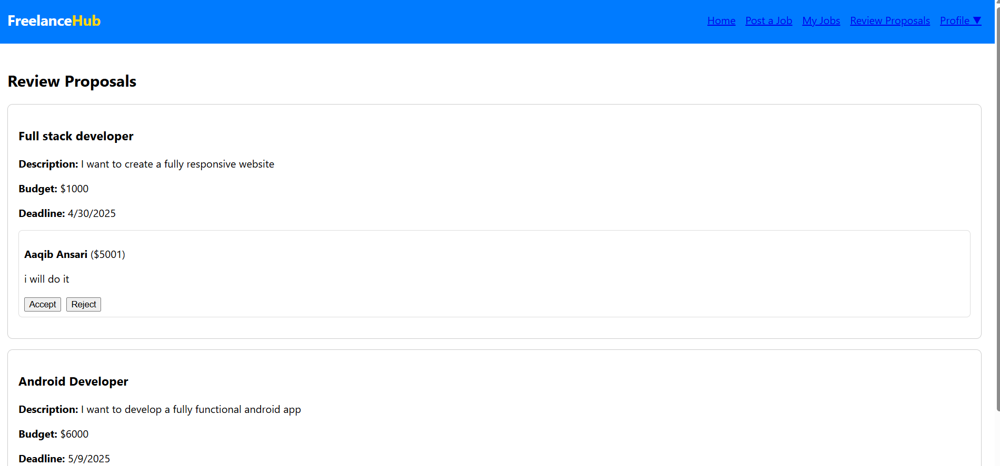 FreelanceHub
Home Post a Job My Jobs Review Proposals Profile ▼
Review Proposals
Full stack developer
Description: I want to create a fully responsive website
Budget: $1000
Deadline: 4/30/2025
Aaqib Ansari ($5001)
i will do it
Accept Reject
Android Developer
Description: I want to develop a fully functional android app
Budget: $6000
Deadline: 5/9/2025